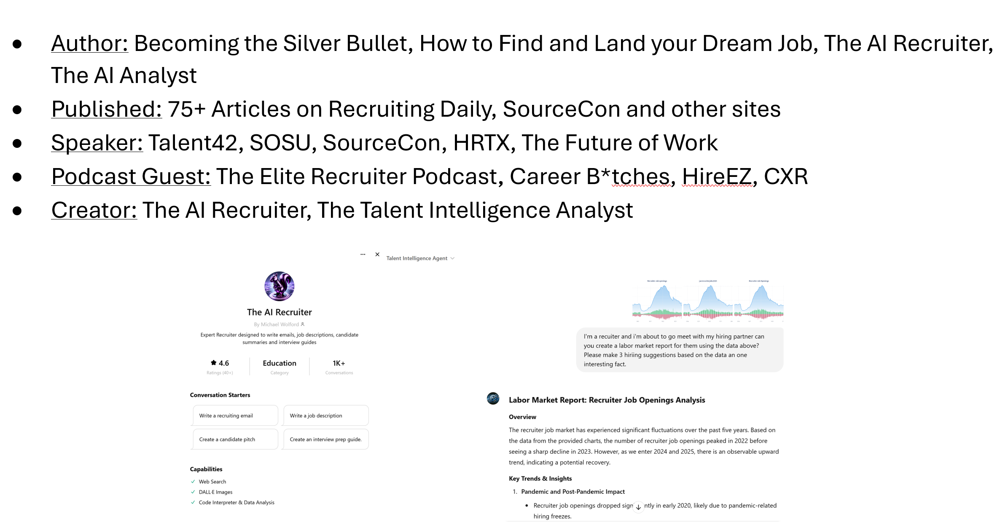 ● Author: Becoming the Silver Bullet, How to Find and Land your Dream Job, The AI Recruiter,
The AI Analyst
● Published: 75+ Articles on Recruiting Daily, SourceCon and other sites
● Speaker: Talent42, SOSU, SourceCon, HRTX, The Future of Work
● Podcast Guest: The Elite Recruiter Podcast, Career B*tches, HireEZ, CXR
● Creator: The AI Recruiter, The Talent Intelligence Analyst
The AI Recruiter
By Michael Wolford
Expert Recruiter designed to write emails, job descriptions, candidate
summaries and interview guides
4.6 Education 1K+
Ratings (40+) Category Conversations
Conversation Starters
Write a recruiting email Write a job description
Create a candidate pitch Create an interview prep guide.
Capabilities
✓ Web Search
✓ DALL·E Images
✓ Code Interpreter & Data Analysis
Talent Intelligence Agent
Recruiter Job openings Recruiter Job Openings
I'm a recuiter and i'm about to go meet with my hiring partner can
you create a labor market report for them using the data above?
Please make 3 hiriing suggestions based on the data an one
interesting fact.
Labor Market Report: Recruiter Job Openings Analysis
Overview
The recruiter job market has experienced significant fluctuations over the past five years. Based on
the data from the provided charts, the number of recruiter job openings peaked in 2022 before
seeing a sharp decline in 2023. However, as we enter 2024 and 2025, there is an observable upward
trend, indicating a potential recovery.
Key Trends & Insights
1. Pandemic and Post-Pandemic Impact
● Recruiter job openings dropped sign ntly in early 2020, likely due to pandemic-related
hiring freezes.